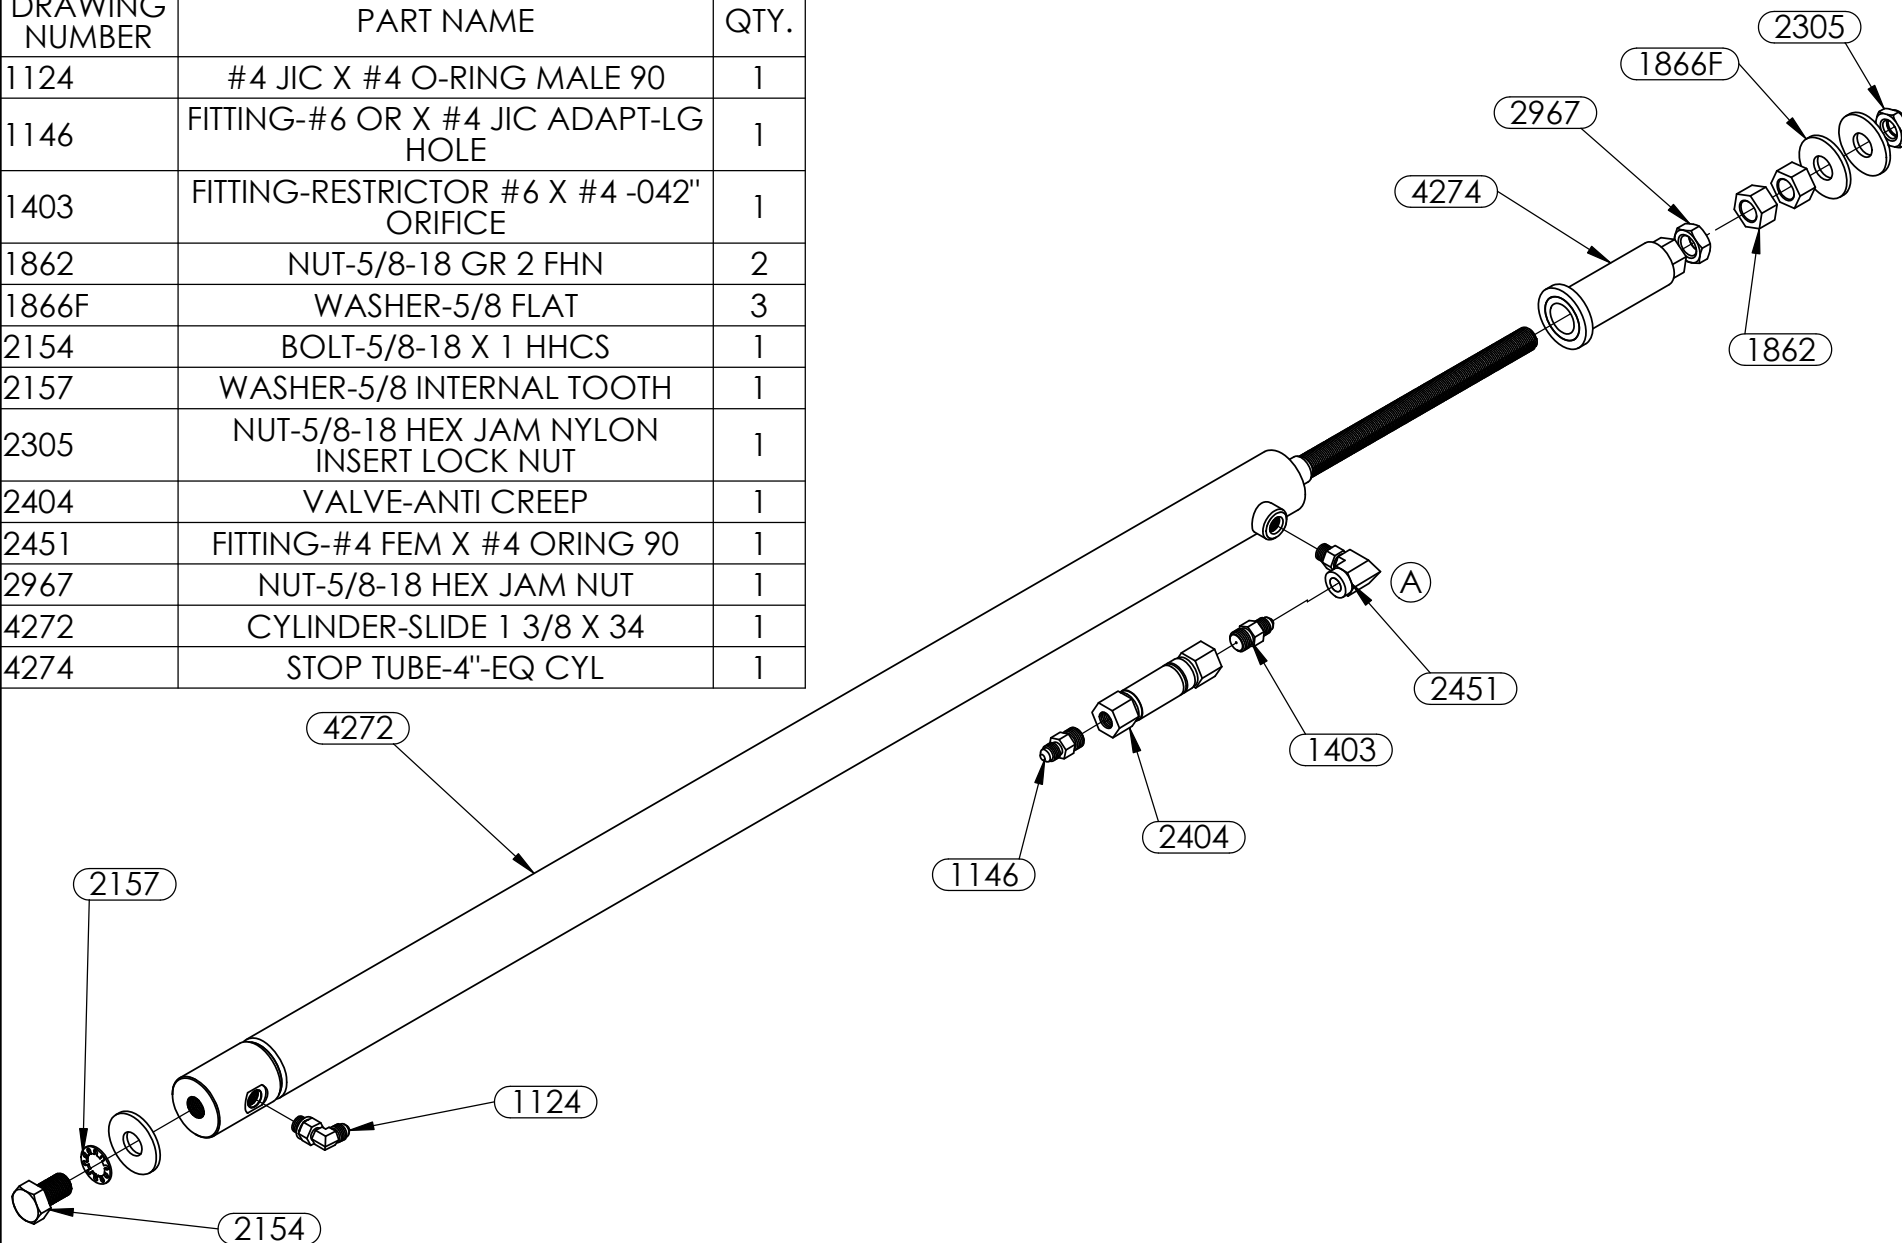 DRAWING NUMBER PART NAME QTY.
1124 #4 JIC X #4 O-RING MALE 90 1
1146 FITTING-#6 OR X #4 JIC ADAPT-LG HOLE 1
1403 FITTING-RESTRICTOR #6 X #4 -042" ORIFICE 1
1862 NUT-5/8-18 GR 2 FHN 2
1866F WASHER-5/8 FLAT 3
2154 BOLT-5/8-18 X 1 HHCS 1
2157 WASHER-5/8 INTERNAL TOOTH 1
2305 NUT-5/8-18 HEX JAM NYLON INSERT LOCK NUT 1
2404 VALVE-ANTI CREEP 1
2451 FITTING-#4 FEM X #4 ORING 90 1
2967 NUT-5/8-18 HEX JAM NUT 1
4272 CYLINDER-SLIDE 1 3/8 X 34 1
4274 STOP TUBE-4"-EQ CYL 1
2305
1866F
2967
4274
1862
A
2451
1403
2404
1146
4272
2157
1124
2154